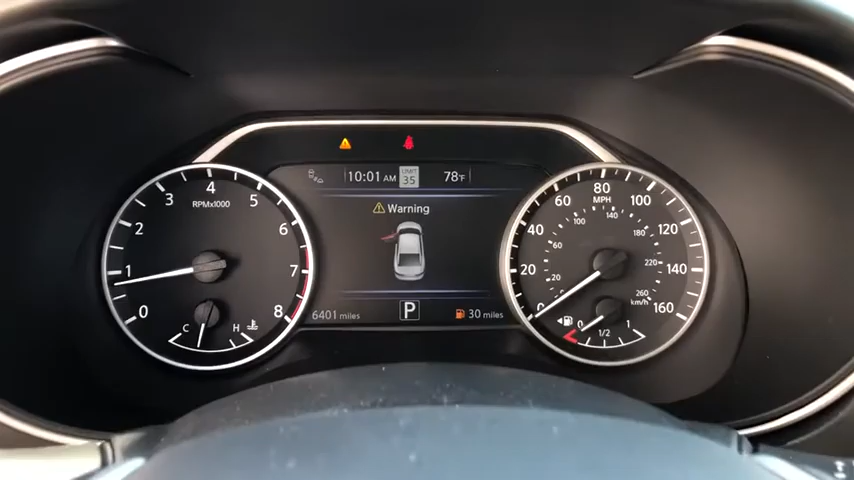 10:01 AM
LIMIT
35
78°F
Warning
6401 miles
P
30 miles
0
1
2
3
4
5
6
7
8
RPMx1000
C
H
0
20
40
60
80
100
120
140
160
MPH
20
60
100
140
180
220
260
km/h
0
1/2
1